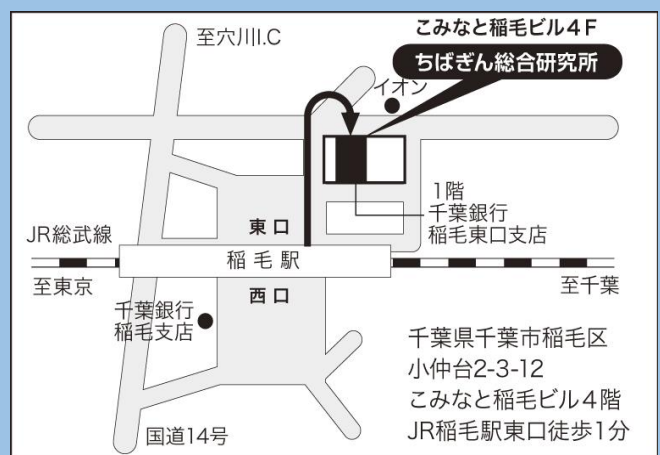 こみなと稲毛ビル4F
至穴川I.C
ちばぎん総合研究所
イオン
1階
千葉銀行
稲毛東口支店
東口
JR総武線
稲毛駅
至東京
西口
至千葉
千葉銀行
稲毛支店
千葉県千葉市稲毛区
小仲台2-3-12
こみなと稲毛ビル4階
JR稲毛駅東口徒歩1分
国道14号